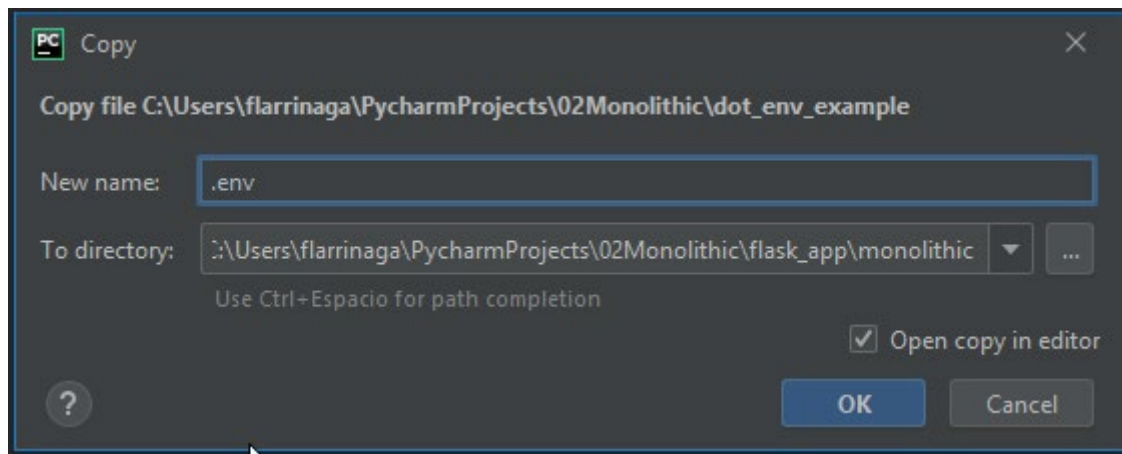 PC Copy
Copy file C:\Users\flarrinaga\PycharmProjects\02Monolithic\dot_env_example
New name: .env
To directory: :\Users\flarrinaga\PycharmProjects\02Monolithic\flask_app\monolithic ...
Use Ctrl+Espacio for path completion
Open copy in editor
? OK Cancel